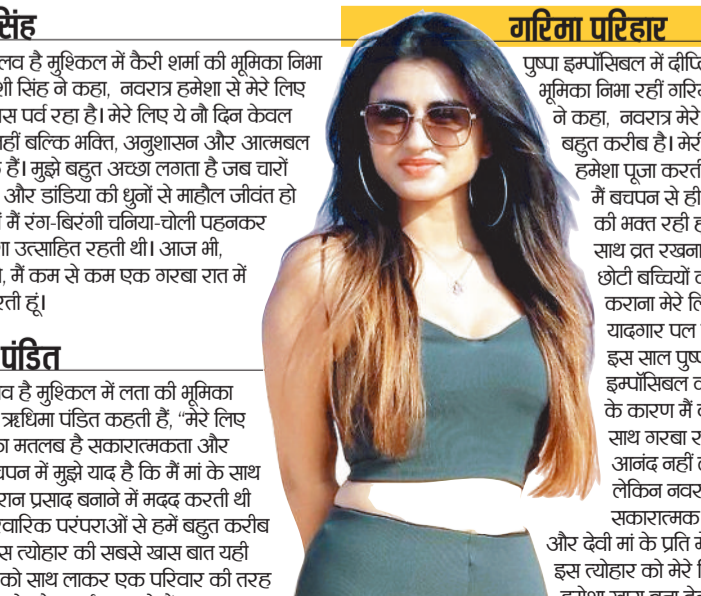 सिंह
लव है मुश्किल में कैरी शर्मा की भूमिका निभा
शी सिंह ने कहा, नवरात्र हमेशा से मेरे लिए
स पर्व रहा है। मेरे लिए ये नौ दिन केवल
नहीं बल्कि भक्ति, अनुशासन और आत्मबल
हैं। मुझे बहुत अच्छा लगता है जब चारों
और डांडिया की धुनों से माहौल जीवंत हो
में मैं रंग-बिरंगी चनिया-चोली पहनकर
उत्साहित रहती थी। आज भी,
मैं कम से कम एक गरबा रात में
रती हूं।
पंडित
व है मुश्किल में लता की भूमिका
ऋधिमा पंडित कहती हैं, “मेरे लिए
का मतलब है सकारात्मकता और
चपन में मुझे याद है कि मैं मां के साथ
रान प्रसाद बनाने में मदद करती थी
रवारिक परंपराओं से हमें बहुत करीब
स त्योहार की सबसे खास बात यही
को साथ लाकर एक परिवार की तरह
गरिमा परिहार
पुष्पा इम्पॉसिबल में दीप्ति
भूमिका निभा रहीं गरि
ने कहा, नवरात्र मेरे
बहुत करीब है। मेरी
हमेशा पूजा करती
मैं बचपन से ही
की भक्त रही ह
साथ व्रत रखना
छोटी बच्चियों क
कराना मेरे लि
यादगार पल
इस साल पुष्प
इम्पॉसिबल क
के कारण मैं
साथ गरबा र
आनंद नहीं
लेकिन नवर
सकारात्मक
और देवी मां के प्रति मे
इस त्योहार को मेरे लि